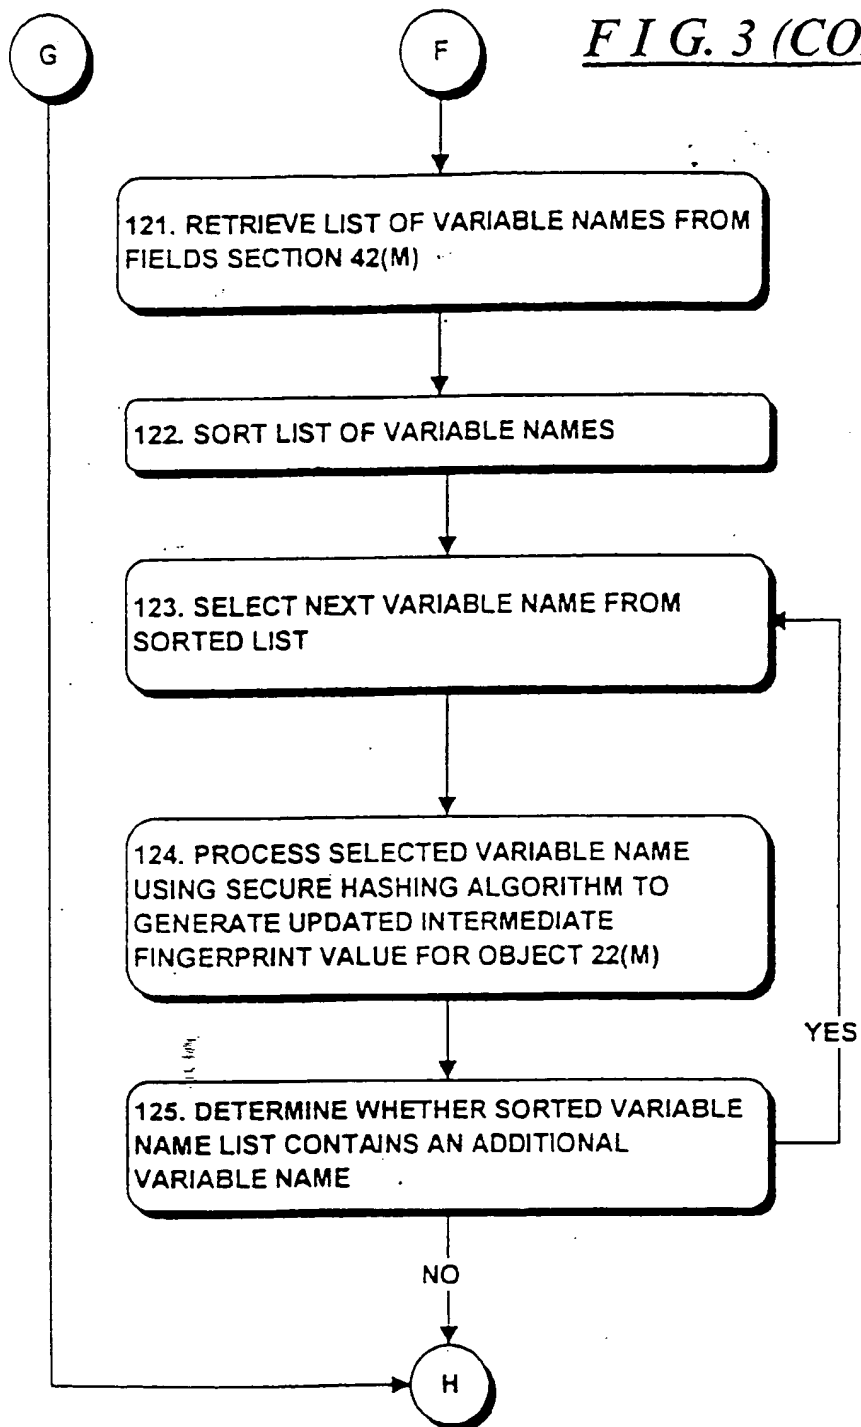 G
F
F I G. 3 (CO
121. RETRIEVE LIST OF VARIABLE NAMES FROM
FIELDS SECTION 42(M)
122. SORT LIST OF VARIABLE NAMES
123. SELECT NEXT VARIABLE NAME FROM
SORTED LIST
124. PROCESS SELECTED VARIABLE NAME
USING SECURE HASHING ALGORITHM TO
GENERATE UPDATED INTERMEDIATE
FINGERPRINT VALUE FOR OBJECT 22(M)
YES
125. DETERMINE WHETHER SORTED VARIABLE
NAME LIST CONTAINS AN ADDITIONAL
VARIABLE NAME
NO
H